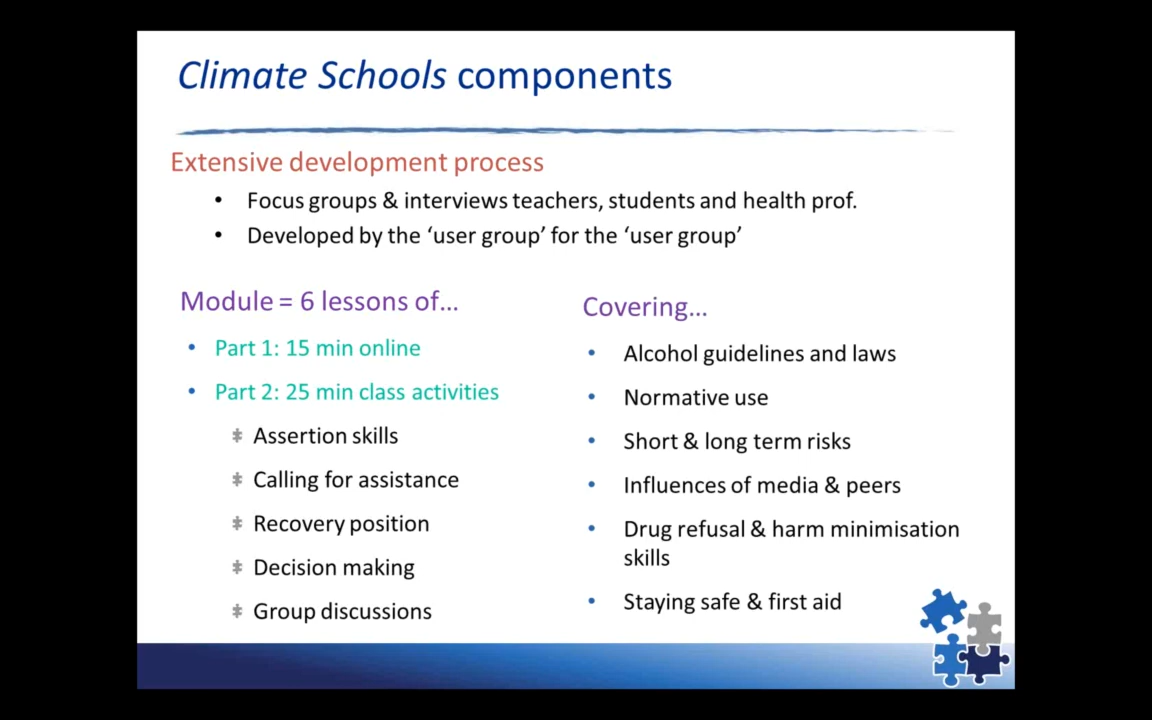 Climate Schools components
Extensive development process
• Focus groups & interviews teachers, students and health prof.
• Developed by the ‘user group’ for the ‘user group’
Module = 6 lessons of…
• Part 1: 15 min online
• Part 2: 25 min class activities
Assertion skills
Calling for assistance
Recovery position
Decision making
Group discussions
Covering…
• Alcohol guidelines and laws
• Normative use
• Short & long term risks
• Influences of media & peers
• Drug refusal & harm minimisation
skills
• Staying safe & first aid